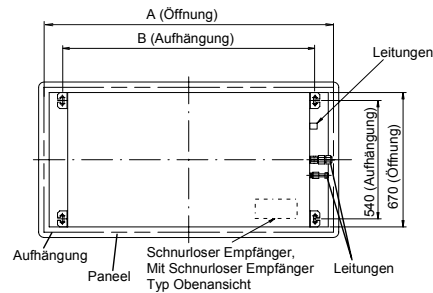 A (Öffnung)
B (Aufhängung)
Leitungen
540 (Aufhängung)
670 (Öffnung)
Aufhängung
Paneel
Schnurloser Empfänger,
Mit Schnurloser Empfänger
Typ Obenansicht
Leitungen